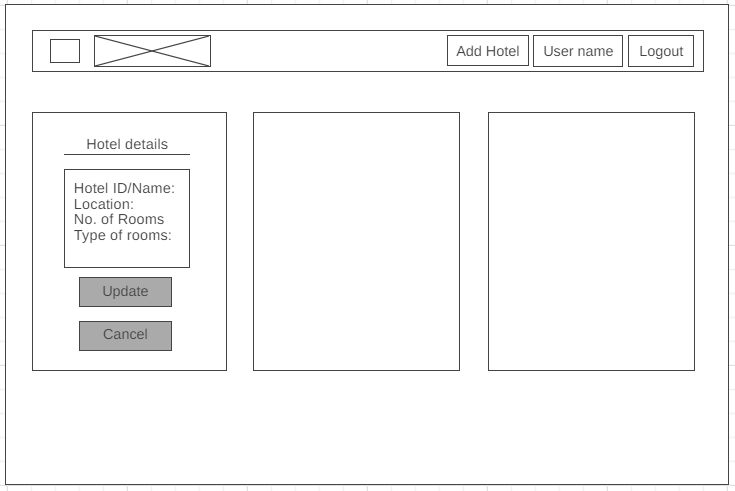 Add Hotel
User name
Logout
Hotel details
Hotel ID/Name:
Location:
No. of Rooms
Type of rooms:
Update
Cancel